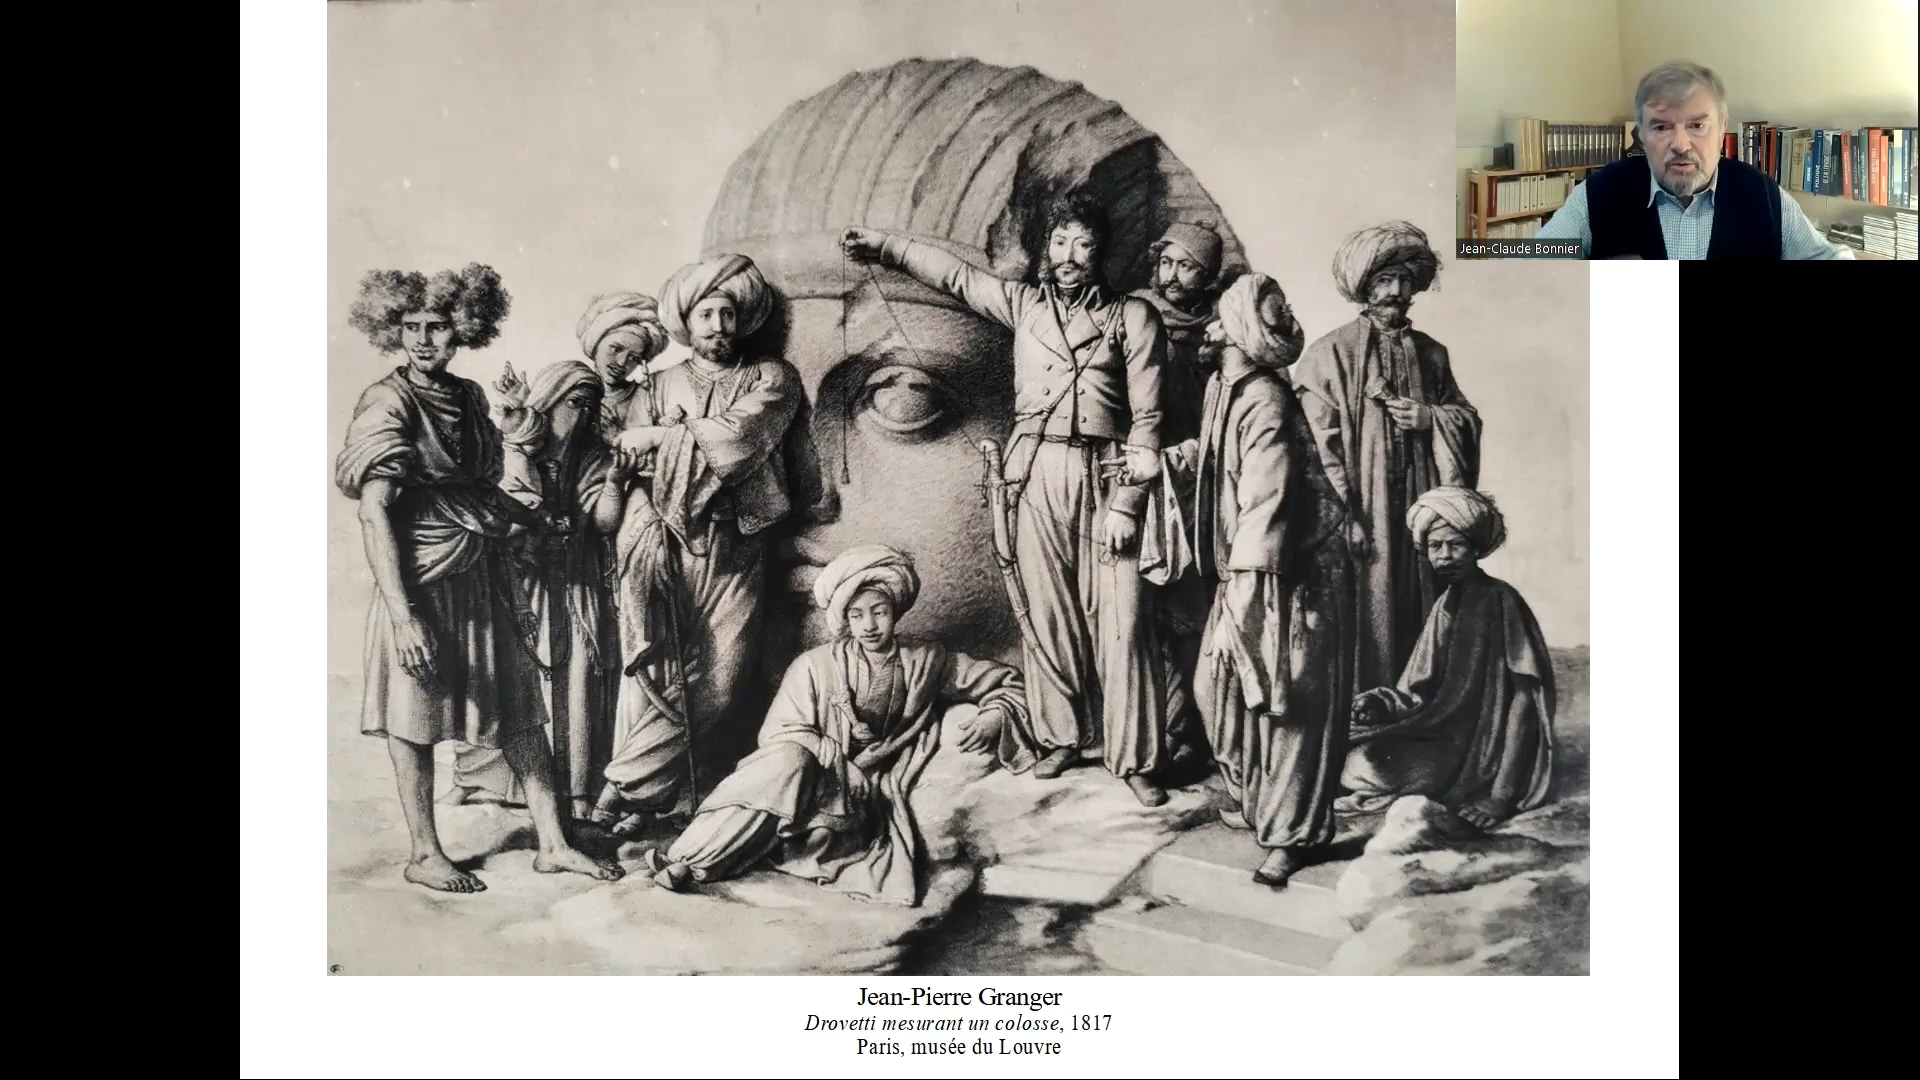 Jean-Claude Bonnier
Jean-Pierre Granger
Drovetti mesurant un colosse, 1817
Paris, musée du Louvre